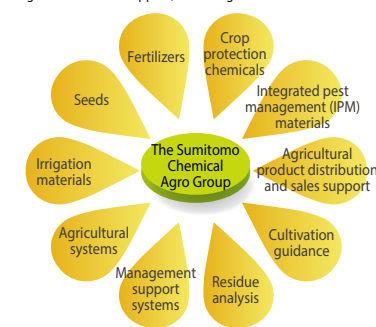 Fertilizers
Crop
protection
chemicals
Seeds
Integrated pest
management (IPM)
materials
The Sumitomo
Chemical
Agro Group
Irrigation
materials
Agricultural
product distribution
and sales support
Agricultural
systems
Cultivation
guidance
Management
support
systems
Residue
analysis